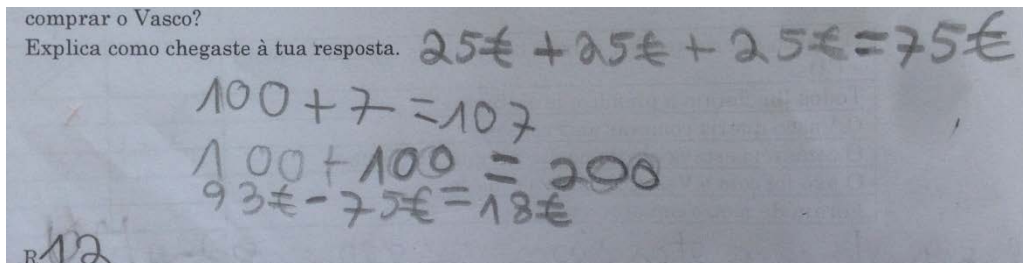 comprar o Vasco?
Explica como chegaste à tua resposta. 25€ + 25€ + 25€ = 75€
100 + 7 = 107
100 + 100 = 200
93€ - 75€ = 18€
R 12